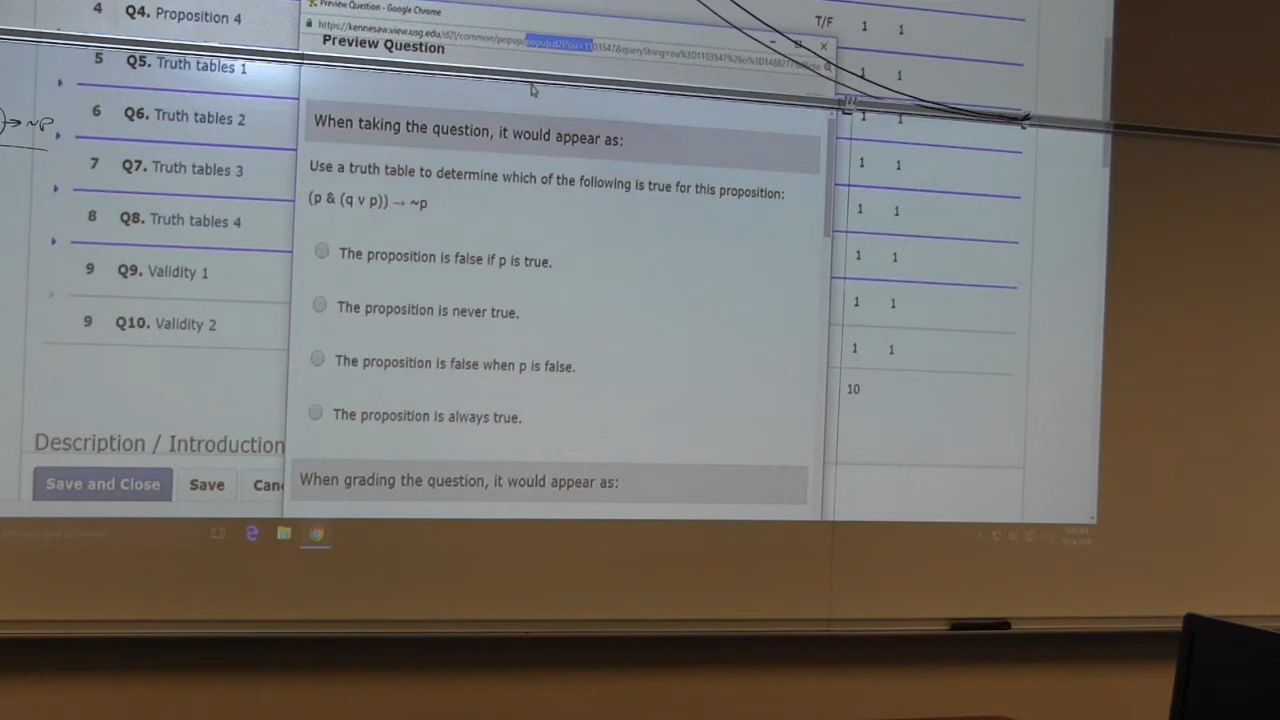 4 Q4. Proposition 4
5 Q5. Truth tables 1
6 Q6. Truth tables 2
7 Q7. Truth tables 3
8 Q8. Truth tables 4
9 Q9. Validity 1
9 Q10. Validity 2
Description / Introduction
Save and Close Save
→ ~p
Preview Question - Google Chrome
Preview Question
When taking the question, it would appear as:
Use a truth table to determine which of the following is true for this proposition:
(p & (q v p)) → ~p
The proposition is false if p is true.
The proposition is never true.
The proposition is false when p is false.
The proposition is always true.
When grading the question, it would appear as:
T/F 1 1
1 1
1 1
1 1
1 1
1 1
1 1
1 1
10